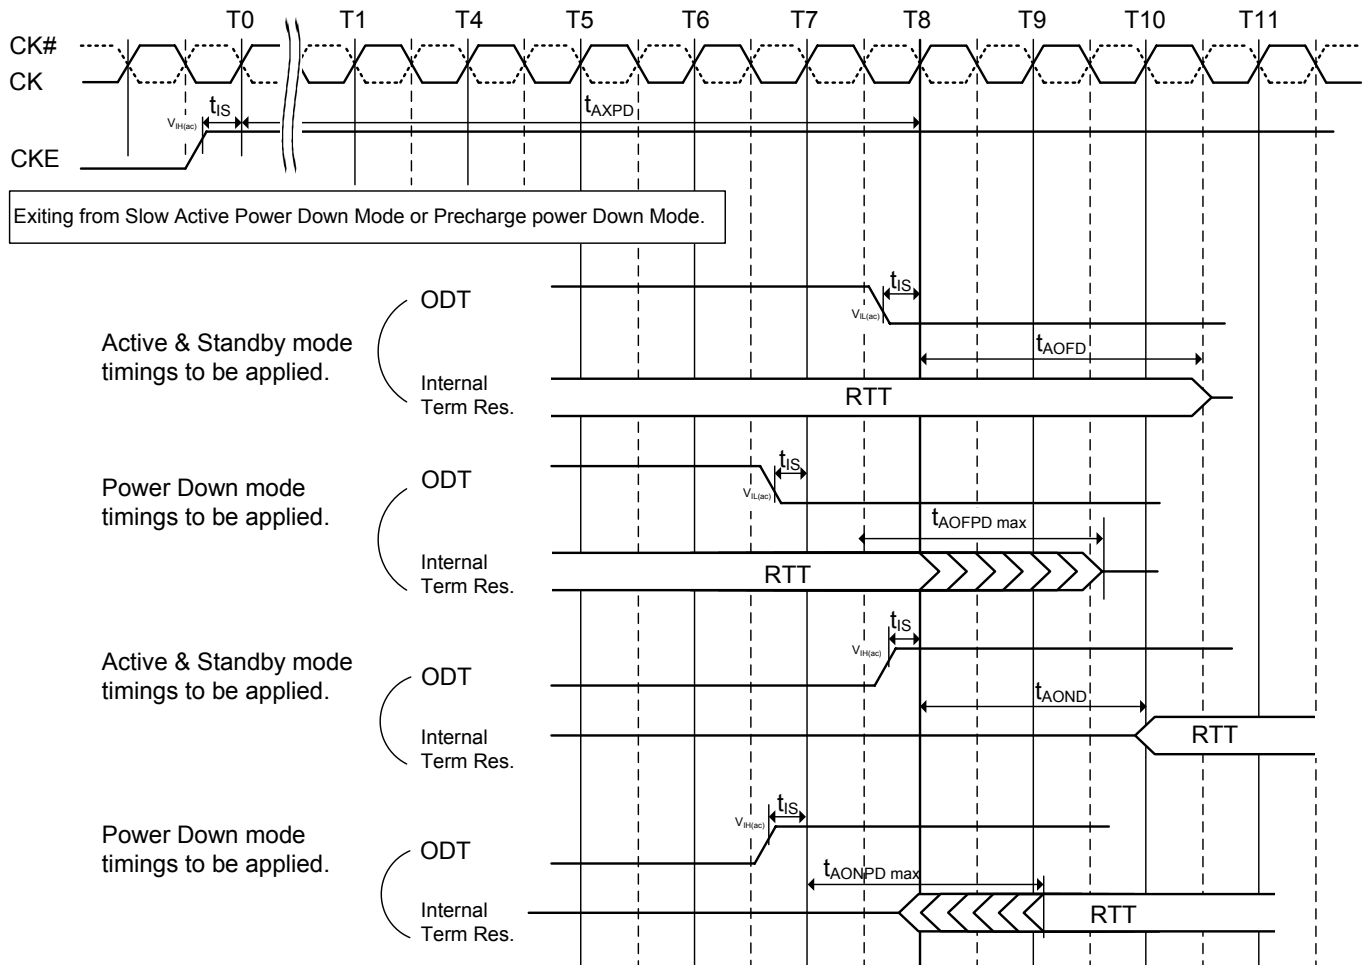 T0 T1 T4 T5 T6 T7 T8 T9 T10 T11
CK#
CK
tIS
tAXPD
VIH(ac)
CKE
Exiting from Slow Active Power Down Mode or Precharge power Down Mode.
ODT
tIS
VIL(ac)
Active & Standby mode
timings to be applied.
tAOFD
Internal
Term Res.
RTT
ODT
tIS
VIL(ac)
Power Down mode
timings to be applied.
tAOFPD max
Internal
Term Res.
RTT
tIS
VIH(ac)
Active & Standby mode
timings to be applied.
ODT
tAOND
Internal
Term Res.
RTT
tIS
VIH(ac)
Power Down mode
timings to be applied.
ODT
tAONPD max
Internal
Term Res.
RTT